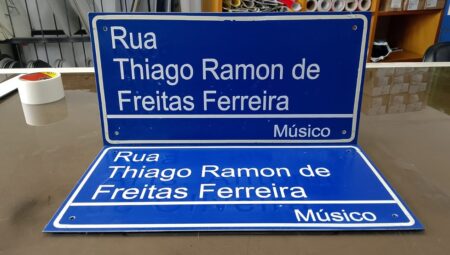 Rua
Thiago Ramon de
Freitas Ferreira
Músico
Rua
Thiago Ramon de
Freitas Ferreira
Músico